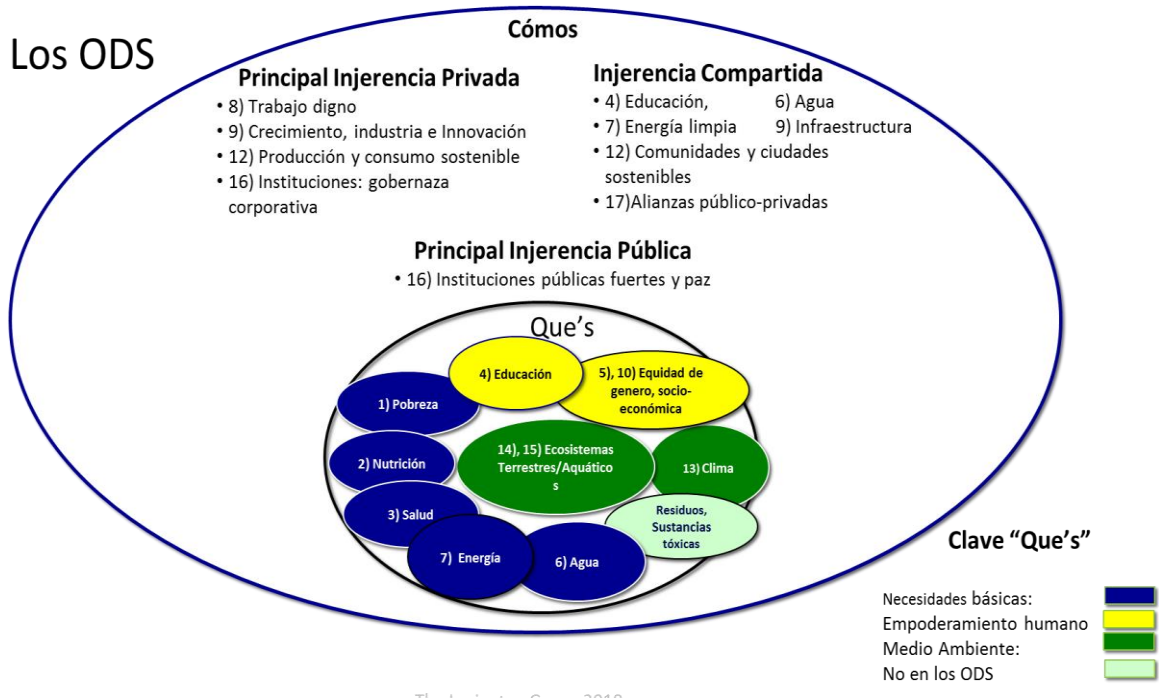 Los ODS
Cómos
Principal Injerencia Privada
• 8) Trabajo digno
• 9) Crecimiento, industria e Innovación
• 12) Producción y consumo sostenible
• 16) Instituciones: gobernaza
corporativa
Injerencia Compartida
• 4) Educación, 6) Agua
• 7) Energía limpia 9) Infraestructura
• 12) Comunidades y ciudades
sostenibles
• 17)Alianzas público-privadas
Principal Injerencia Pública
• 16) Instituciones públicas fuertes y paz
Que's
4) Educación
5), 10) Equidad de
genero, socio-
económica
1) Pobreza
14), 15) Ecosistemas
Terrestres/Aquático
s
2) Nutrición
13) Clima
3) Salud
Residuos,
Sustancias
tóxicas
7) Energía
6) Agua
Clave “Que's”
Necesidades básicas:
Empoderamiento humano
Medio Ambiente:
No en los ODS